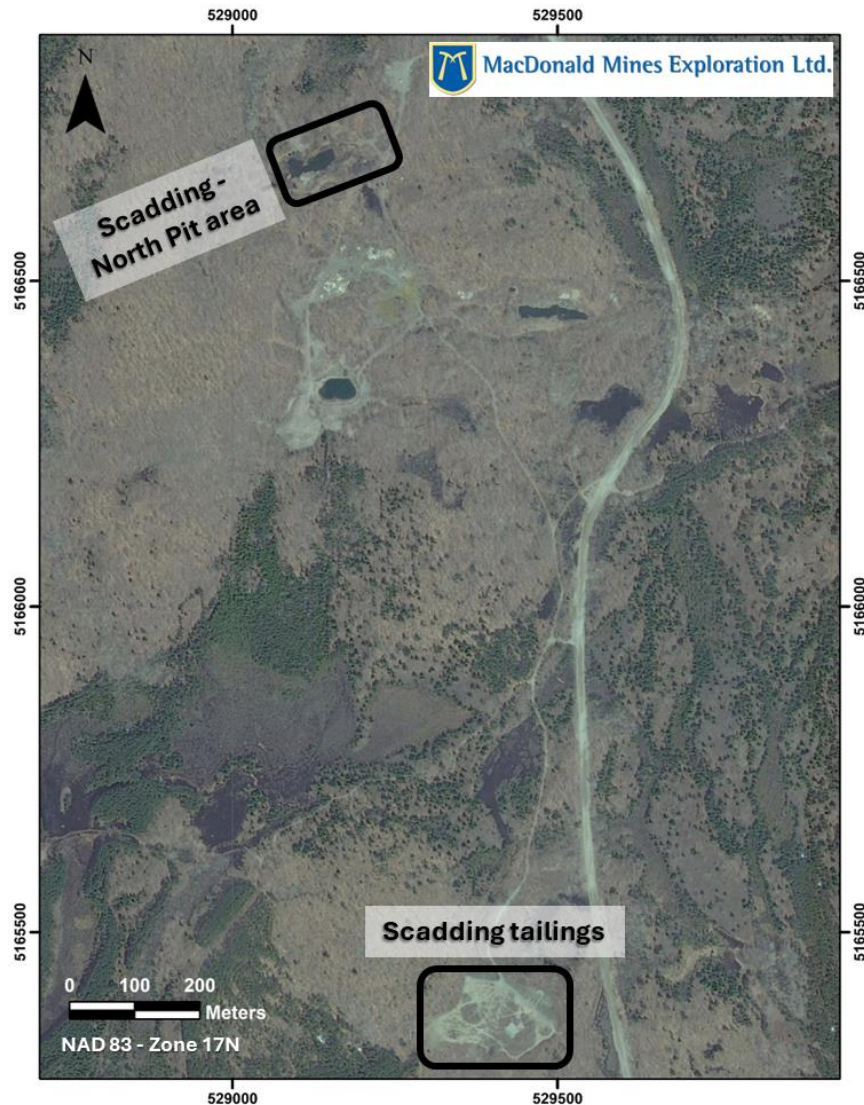 529000 529500
N
MacDonald Mines Exploration Ltd.
Scadding -
North Pit area
5166500 5166500
5166000 5166000
5165500 5165500
Scadding tailings
0 100 200
Meters
NAD 83 - Zone 17N
529000 529500